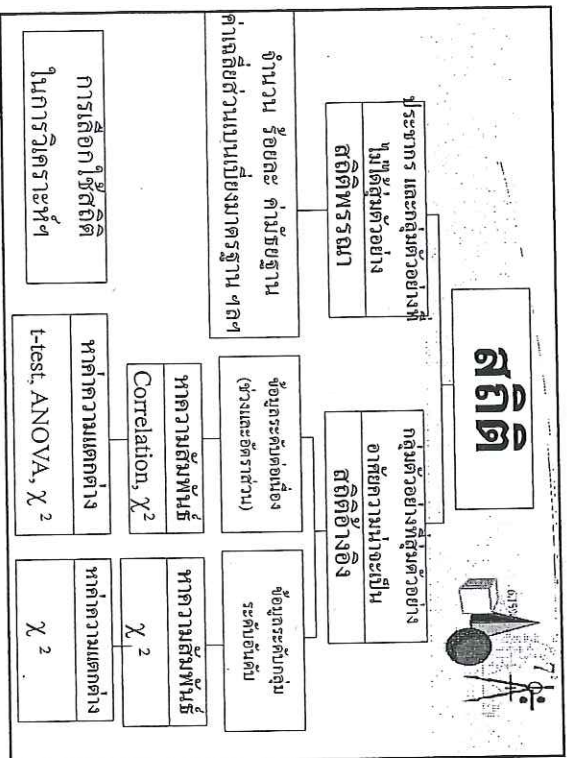 สถิติ
ประชากร และกลุ่มตัวอย่างที่
ไม่ได้สุ่มตัวอย่าง
สถิติพรรณา
จำนวน ร้อยละ ค่ามัธยฐาน
ค่าเฉลี่ยส่วนเบนเบี่ยงมาตรฐาน ฯลฯ
การเลือกใช้สถิติ
ในการวิเคราะห์ฯ
กลุ่มตัวอย่างที่สุ่มตัวอย่าง
อาศัยความน่าจะเป็น
สถิติอ้างอิง
ข้อมูลระดับต่อเนื่อง
(ช่วงและอัตราส่วน)
หาความสัมพันธ์
Correlation, χ ²
หาค่าความแตกต่าง
t-test, ANOVA, χ ²
ข้อมูลระดับกลุ่ม
ระดับอันดับ
หาความสัมพันธ์
χ ²
หาค่าความแตกต่าง
χ ²